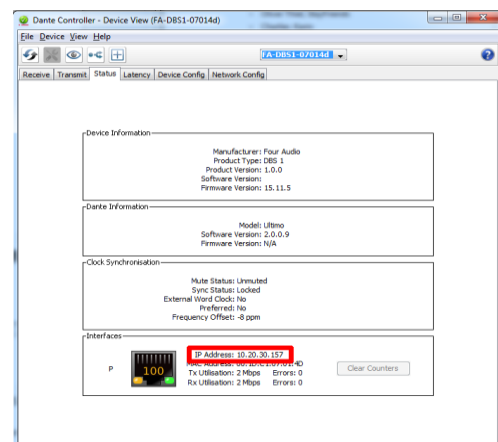 Dante Controller - Device View (FA-DBS1-07014d)
File Device View Help
FA-DBS1-07014d
Receive Transmit Status Latency Device Config Network Config
Device Information
Manufacturer: Four Audio
Product Type: DBS 1
Product Version: 1.0.0
Software Version:
Firmware Version: 15.11.5
Dante Information
Model: Ultimo
Software Version: 2.0.0.9
Firmware Version: N/A
Clock Synchronisation
Mute Status: Unmuted
Sync Status: Locked
External Word Clock: No
Preferred: No
Frequency Offset: -8 ppm
Interfaces
P
100
IP Address: 10.20.30.157
MAC Address:
Tx Utilisation: 2 Mbps Errors: 0
Rx Utilisation: 2 Mbps Errors: 0
Clear Counters